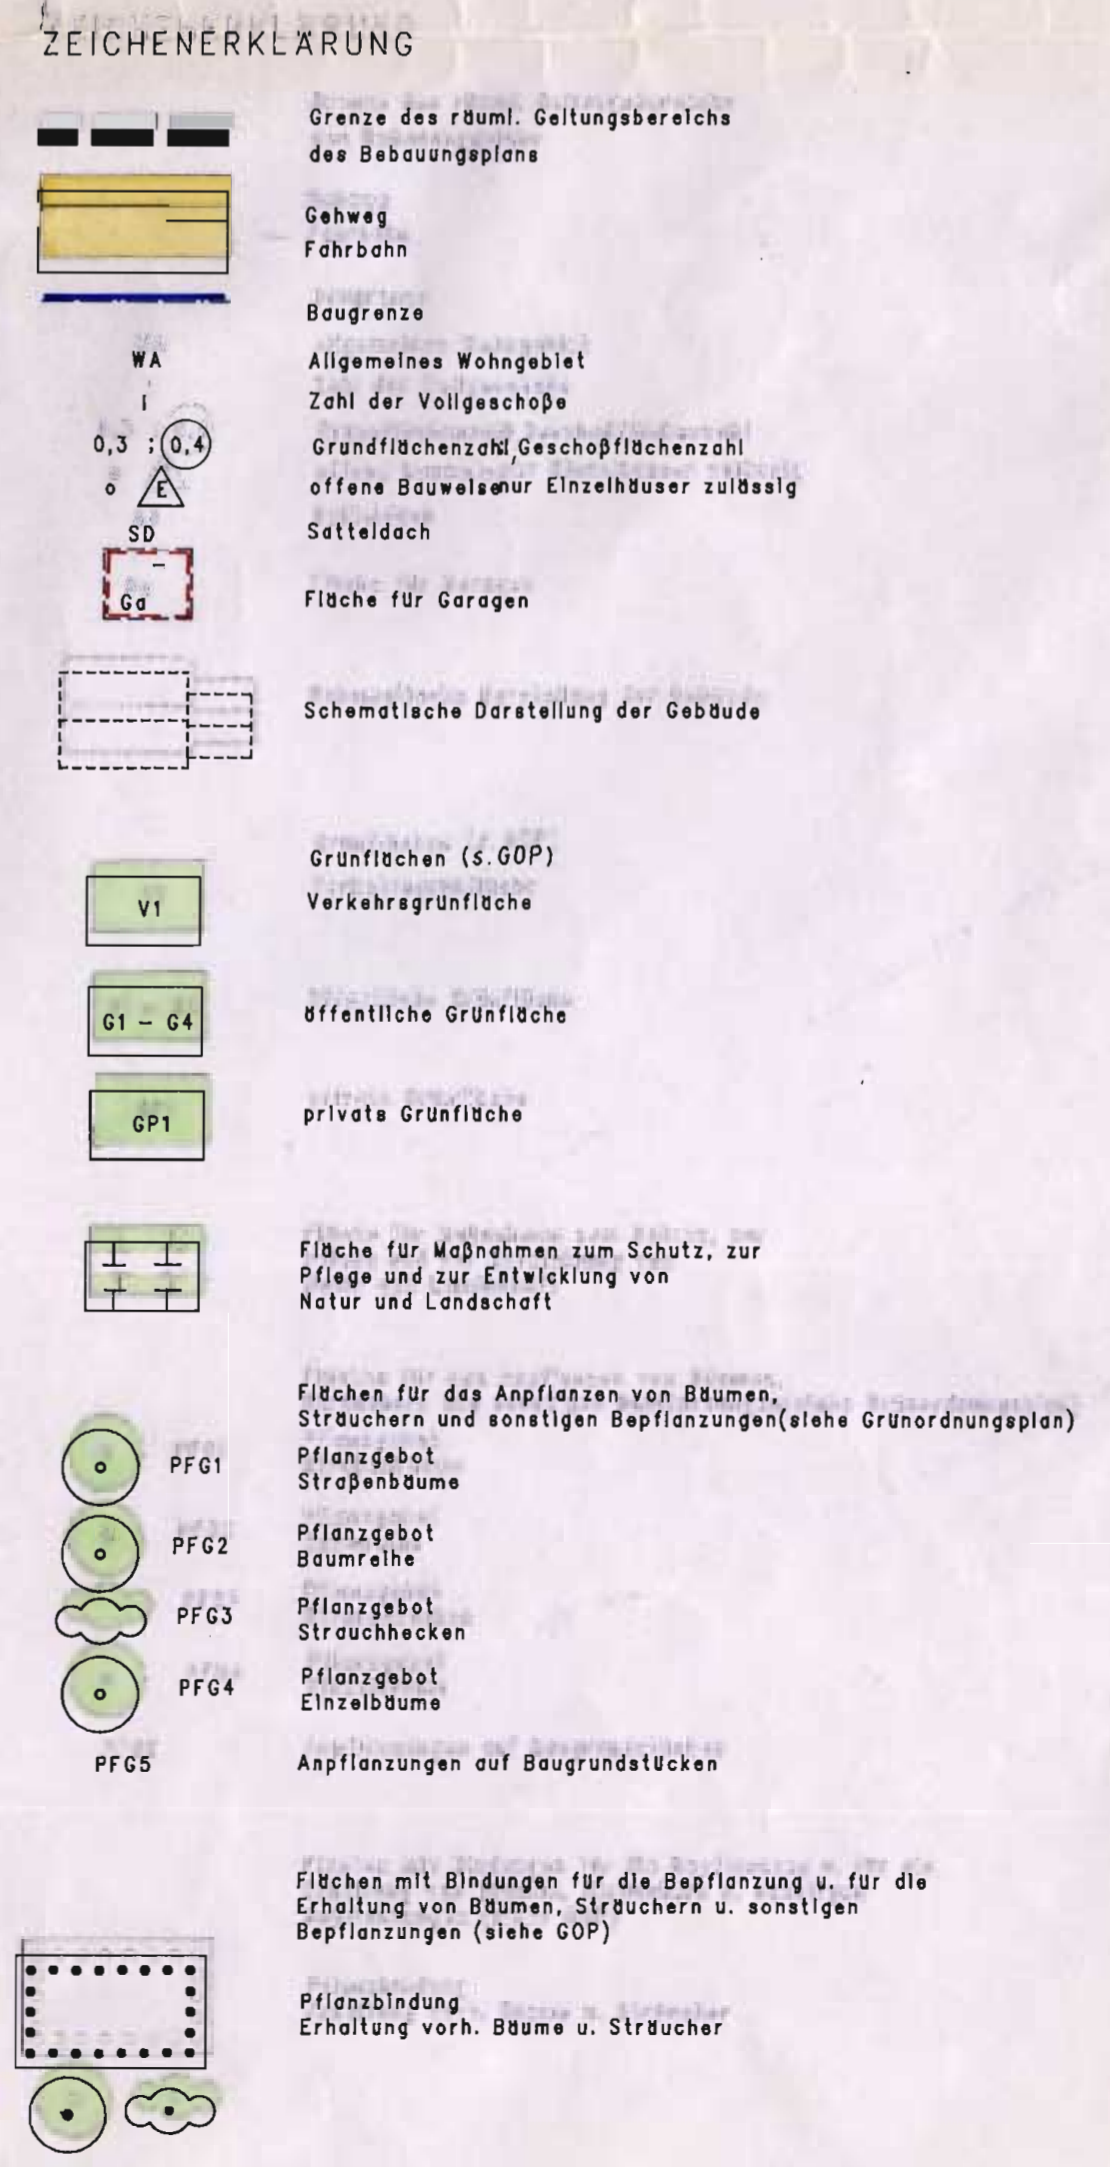 ZEICHENERKLÄRUNG
Grenze des räuml. Geltungsbereichs
des Bebauungsplans
Gehweg
Fahrbahn
Baugrenze
WA Allgemeines Wohngebiet
I Zahl der Vollgeschoße
0,3 ; 0,4 Grundflächenzahl, Geschoßflächenzahl
o E offene Bauweise nur Einzelhäuser zulässig
SD Satteldach
Ga Fläche für Garagen
Schematische Darstellung der Gebäude
Grünflächen (s.GOP)
V1 Verkehrsgrünfläche
G1 – G4 öffentliche Grünfläche
GP1 private Grünfläche
Fläche für Maßnahmen zum Schutz, zur
Pflege und zur Entwicklung von
Natur und Landschaft
Flächen für das Anpflanzen von Bäumen,
Sträuchern und sonstigen Bepflanzungen(siehe Grünordnungsplan)
PFG1 Pflanzgebot
Straßenbäume
PFG2 Pflanzgebot
Baumreihe
PFG3 Pflanzgebot
Strauchhecken
PFG4 Pflanzgebot
Einzelbäume
PFG5 Anpflanzungen auf Baugrundstücken
Flächen mit Bindungen für die Bepflanzung u. für die
Erhaltung von Bäumen, Sträuchern u. sonstigen
Bepflanzungen (siehe GOP)
Pflanzbindung
Erhaltung vorh. Bäume u. Sträucher